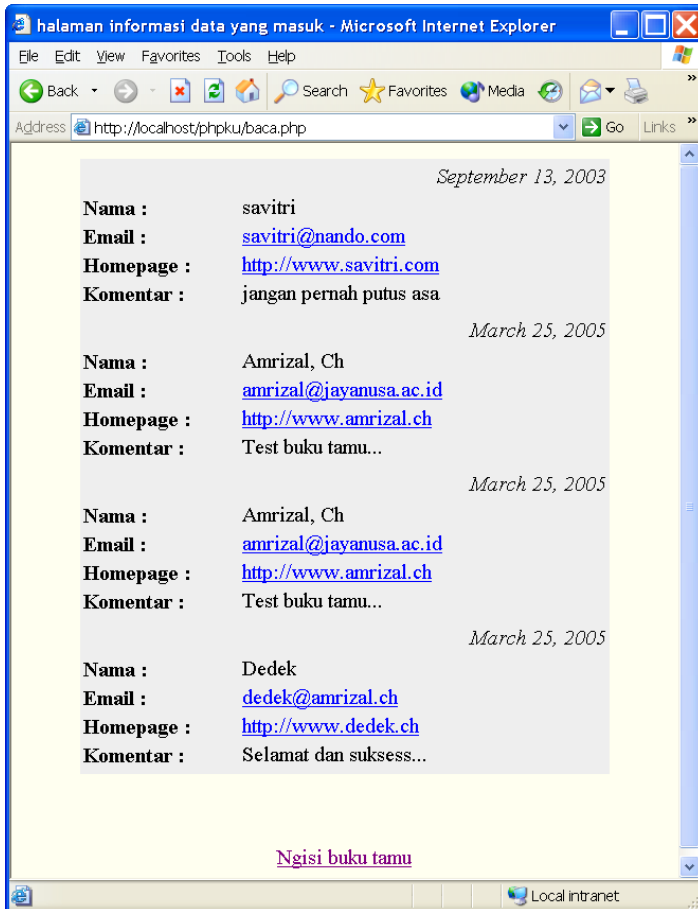 halaman informasi data yang masuk - Microsoft Internet Explorer
File Edit View Favorites Tools Help
Back Search Favorites Media »
Address http://localhost/phpku/baca.php Go Links »
September 13, 2003
Nama : savitri
Email : savitri@nando.com
Homepage : http://www.savitri.com
Komentar : jangan pernah putus asa
March 25, 2005
Nama : Amrizal, Ch
Email : amrizal@jayanusa.ac.id
Homepage : http://www.amrizal.ch
Komentar : Test buku tamu...
March 25, 2005
Nama : Amrizal, Ch
Email : amrizal@jayanusa.ac.id
Homepage : http://www.amrizal.ch
Komentar : Test buku tamu...
March 25, 2005
Nama : Dedek
Email : dedek@amrizal.ch
Homepage : http://www.dedek.ch
Komentar : Selamat dan suksess...
Ngisi buku tamu
Local intranet